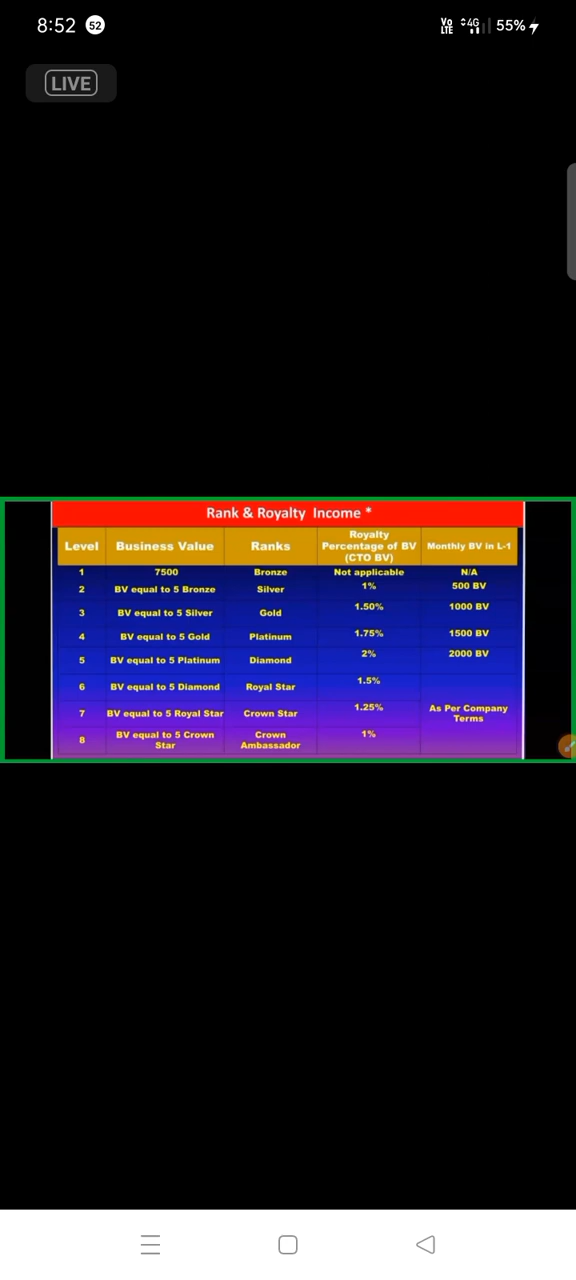 8:52 52 Vo LTE 4G 55%
LIVE
Rank & Royalty Income *
Level Business Value Ranks Royalty Percentage of BV (CTO BV) Monthly BV in L-1
1 7500 Bronze Not applicable N/A
2 BV equal to 5 Bronze Silver 1% 500 BV
3 BV equal to 5 Silver Gold 1.50% 1000 BV
4 BV equal to 5 Gold Platinum 1.75% 1500 BV
5 BV equal to 5 Platinum Diamond 2% 2000 BV
6 BV equal to 5 Diamond Royal Star 1.5%
7 BV equal to 5 Royal Star Crown Star 1.25% As Per Company Terms
8 BV equal to 5 Crown Star Crown Ambassador 1%